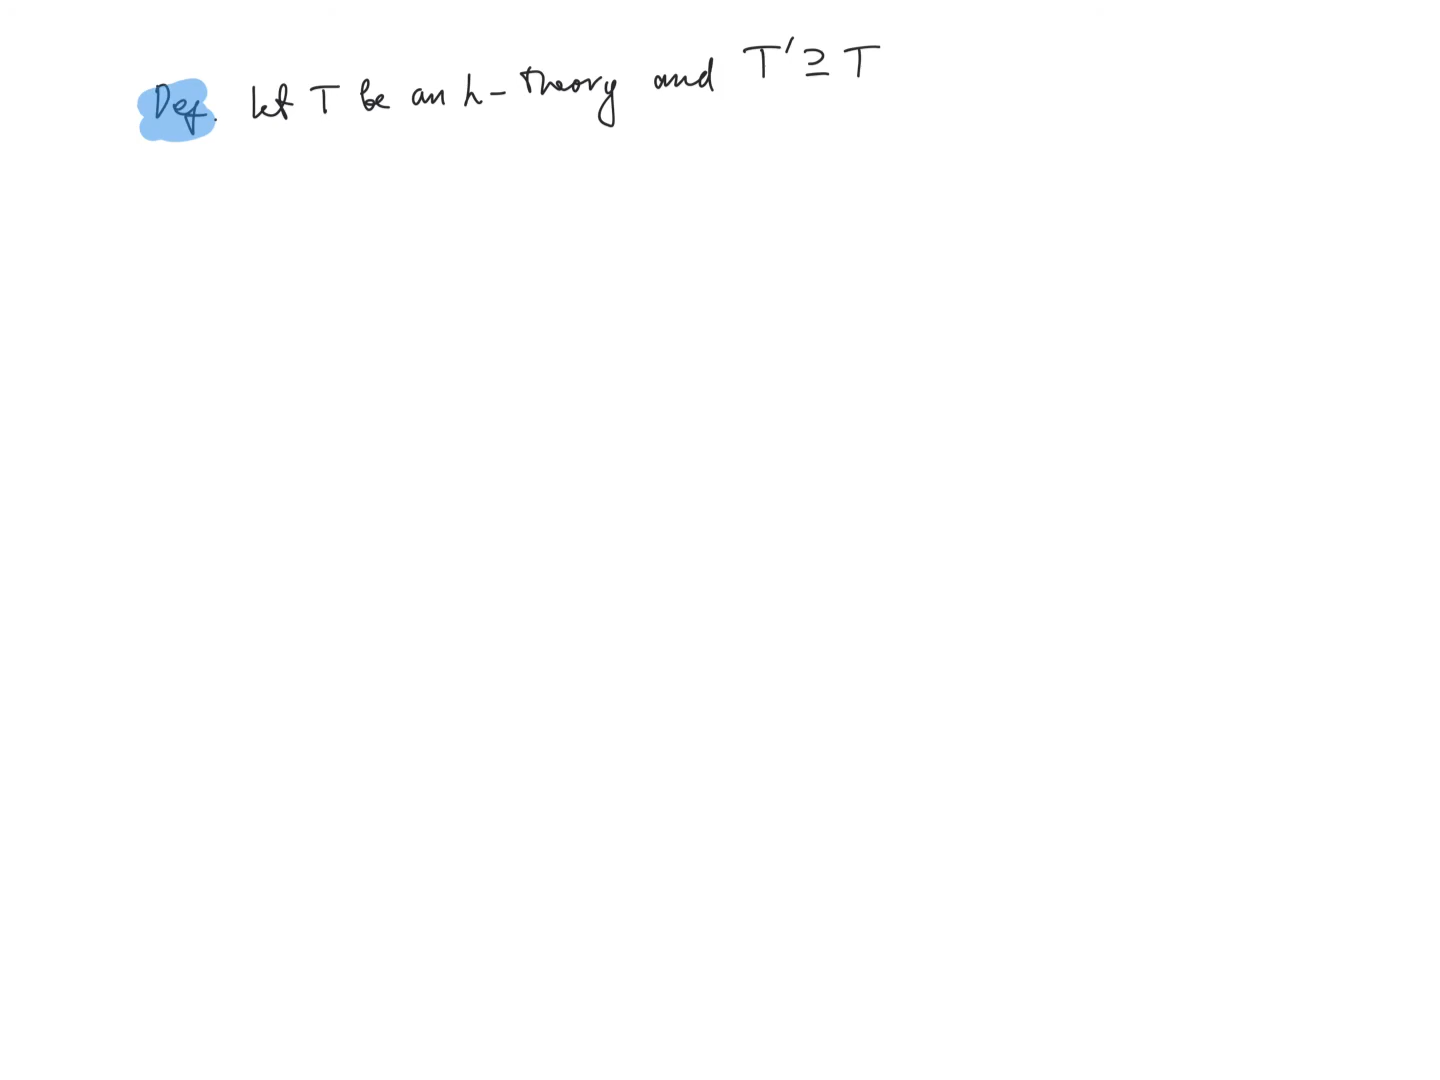 Def. let T be an h-theory and T' ⊇ T